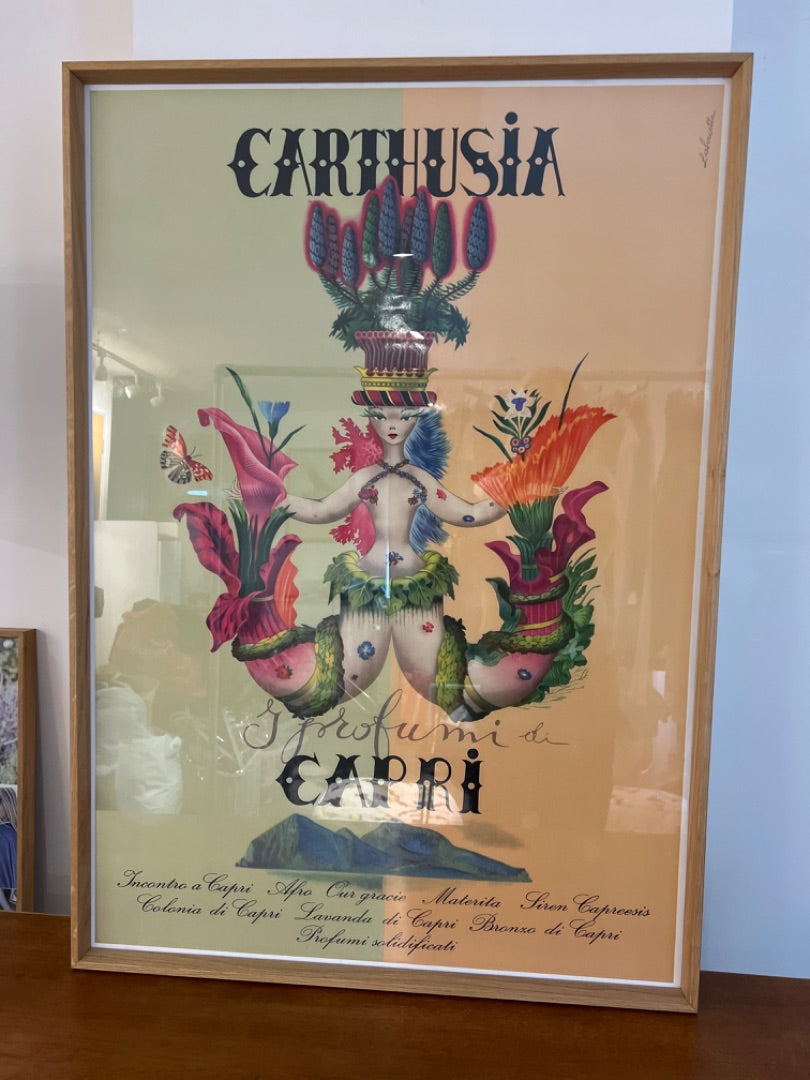 CARTHUSiA
I profumi di
CAPRi
Incontro a Capri Afro Our gracie Materita Siren Capreesis
Colonia di Capri Lavanda di Capri Bronzo di Capri
Profumi solidificati